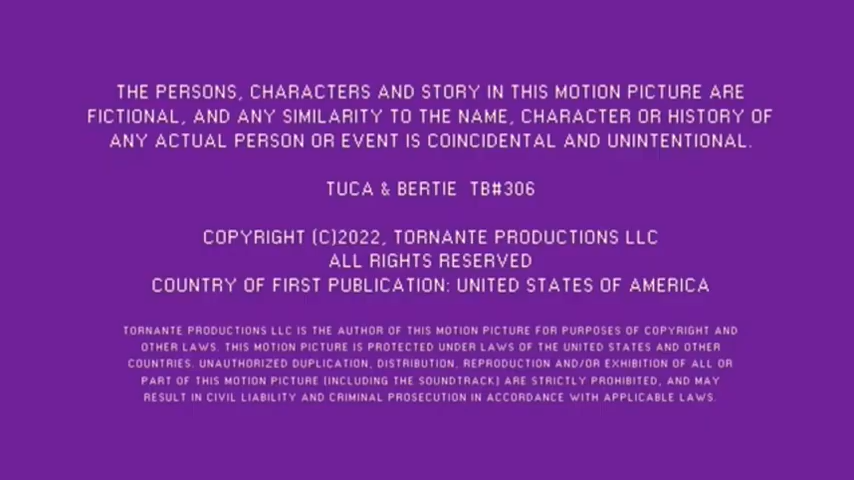 THE PERSONS, CHARACTERS AND STORY IN THIS MOTION PICTURE ARE
FICTIONAL, AND ANY SIMILARITY TO THE NAME, CHARACTER OR HISTORY OF
ANY ACTUAL PERSON OR EVENT IS COINCIDENTAL AND UNINTENTIONAL.
TUCA & BERTIE TB#306
COPYRIGHT (C)2022, TORNANTE PRODUCTIONS LLC
ALL RIGHTS RESERVED
COUNTRY OF FIRST PUBLICATION: UNITED STATES OF AMERICA
TORNANTE PRODUCTIONS LLC IS THE AUTHOR OF THIS MOTION PICTURE FOR PURPOSES OF COPYRIGHT AND
OTHER LAWS. THIS MOTION PICTURE IS PROTECTED UNDER LAWS OF THE UNITED STATES AND OTHER
COUNTRIES. UNAUTHORIZED DUPLICATION, DISTRIBUTION, REPRODUCTION AND/OR EXHIBITION OF ALL OR
PART OF THIS MOTION PICTURE (INCLUDING THE SOUNDTRACK) ARE STRICTLY PROHIBITED, AND MAY
RESULT IN CIVIL LIABILITY AND CRIMINAL PROSECUTION IN ACCORDANCE WITH APPLICABLE LAWS.